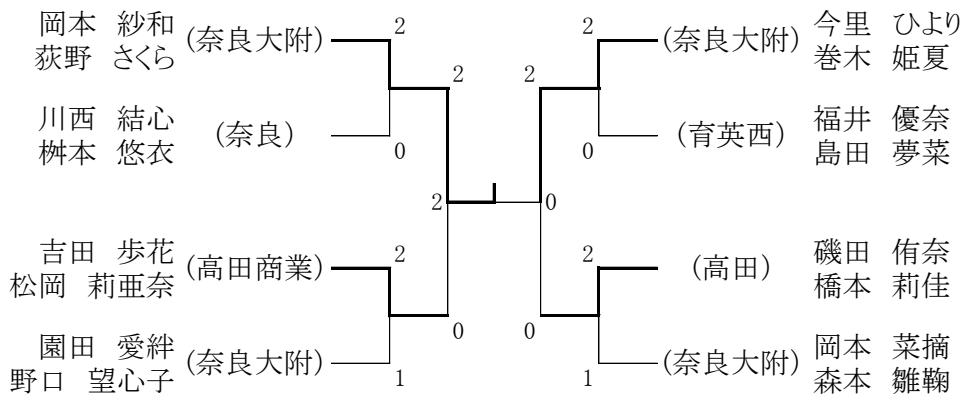 岡本 紗和
荻野 さくら
(奈良大附)
2
0
川西 結心
桝本 悠衣
(奈良)
2
2
吉田 歩花
松岡 莉亜奈
(高田商業)
2
1
園田 愛絆
野口 望心子
(奈良大附)
0
今里 ひより
巻木 姫夏
(奈良大附)
2
0
福井 優奈
島田 夢菜
(育英西)
2
0
磯田 侑奈
橋本 莉佳
(高田)
2
1
岡本 菜摘
森本 雛鞠
(奈良大附)
0